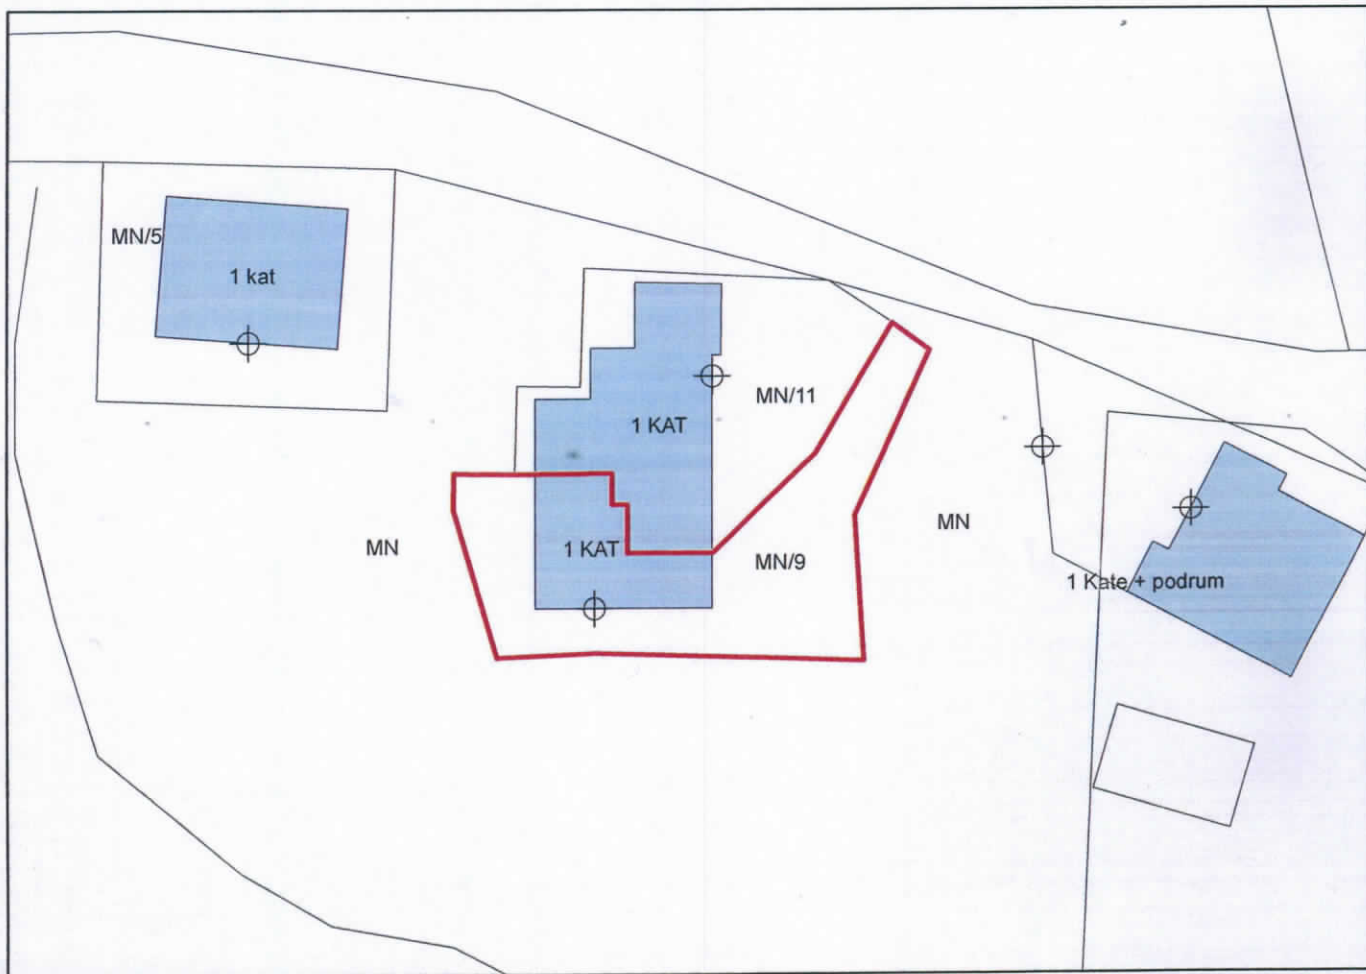 MN/5
1 kat
MN/11
1 KAT
MN
1 KAT
MN/9
MN
1 Kate + podrum